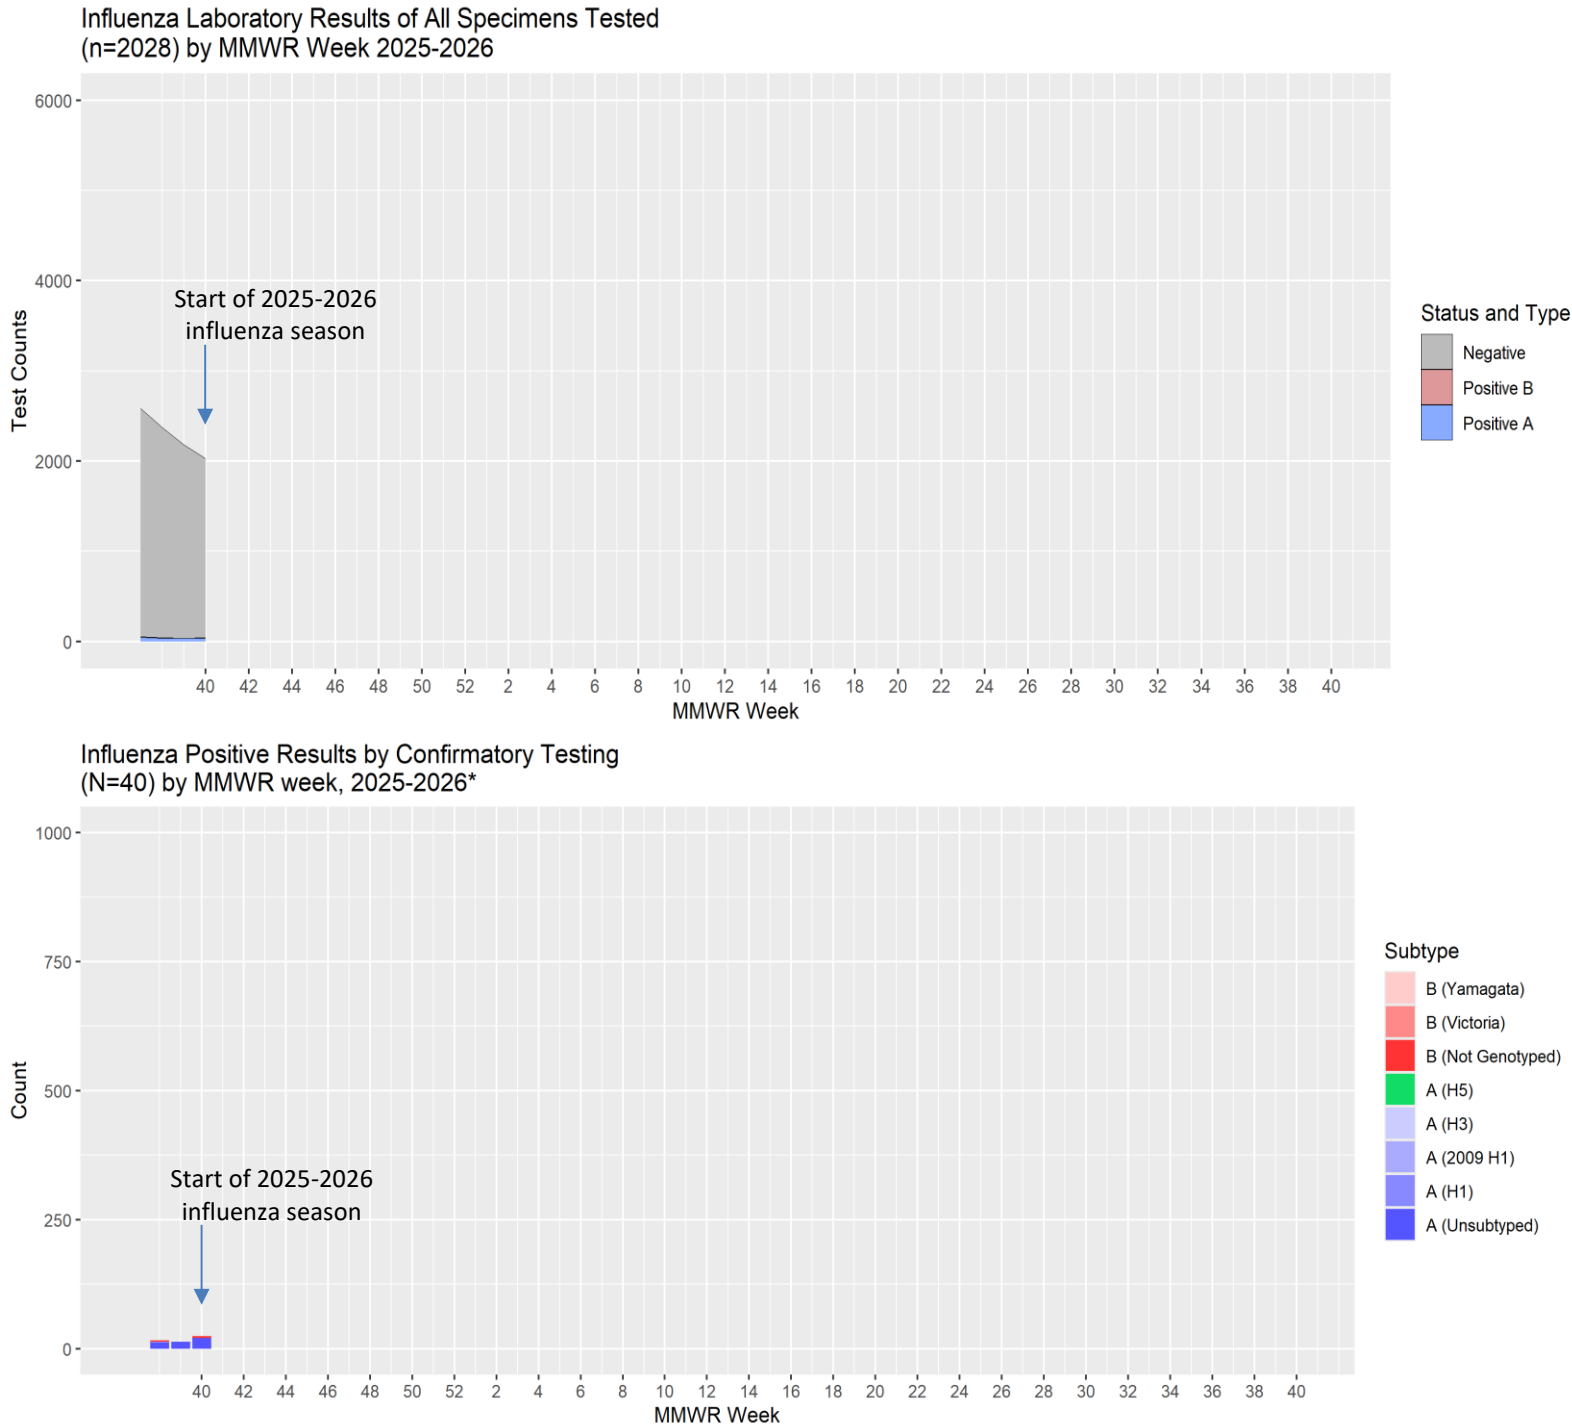 Influenza Laboratory Results of All Specimens Tested
(n=2028) by MMWR Week 2025-2026
6000
4000
2000
0
Test Counts
Start of 2025-2026
influenza season
40 42 44 46 48 50 52 2 4 6 8 10 12 14 16 18 20 22 24 26 28 30 32 34 36 38 40
MMWR Week
Status and Type
Negative
Positive B
Positive A
Influenza Positive Results by Confirmatory Testing
(N=40) by MMWR week, 2025-2026*
1000
750
500
250
0
Count
Start of 2025-2026
influenza season
40 42 44 46 48 50 52 2 4 6 8 10 12 14 16 18 20 22 24 26 28 30 32 34 36 38 40
MMWR Week
Subtype
B (Yamagata)
B (Victoria)
B (Not Genotyped)
A (H5)
A (H3)
A (2009 H1)
A (H1)
A (Unsubtyped)